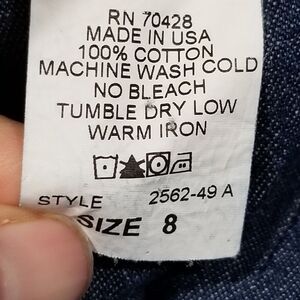 RN 70428
MADE IN USA
100% COTTON
MACHINE WASH COLD
NO BLEACH
TUMBLE DRY LOW
WARM IRON
STYLE 2562-49 A
SIZE 8